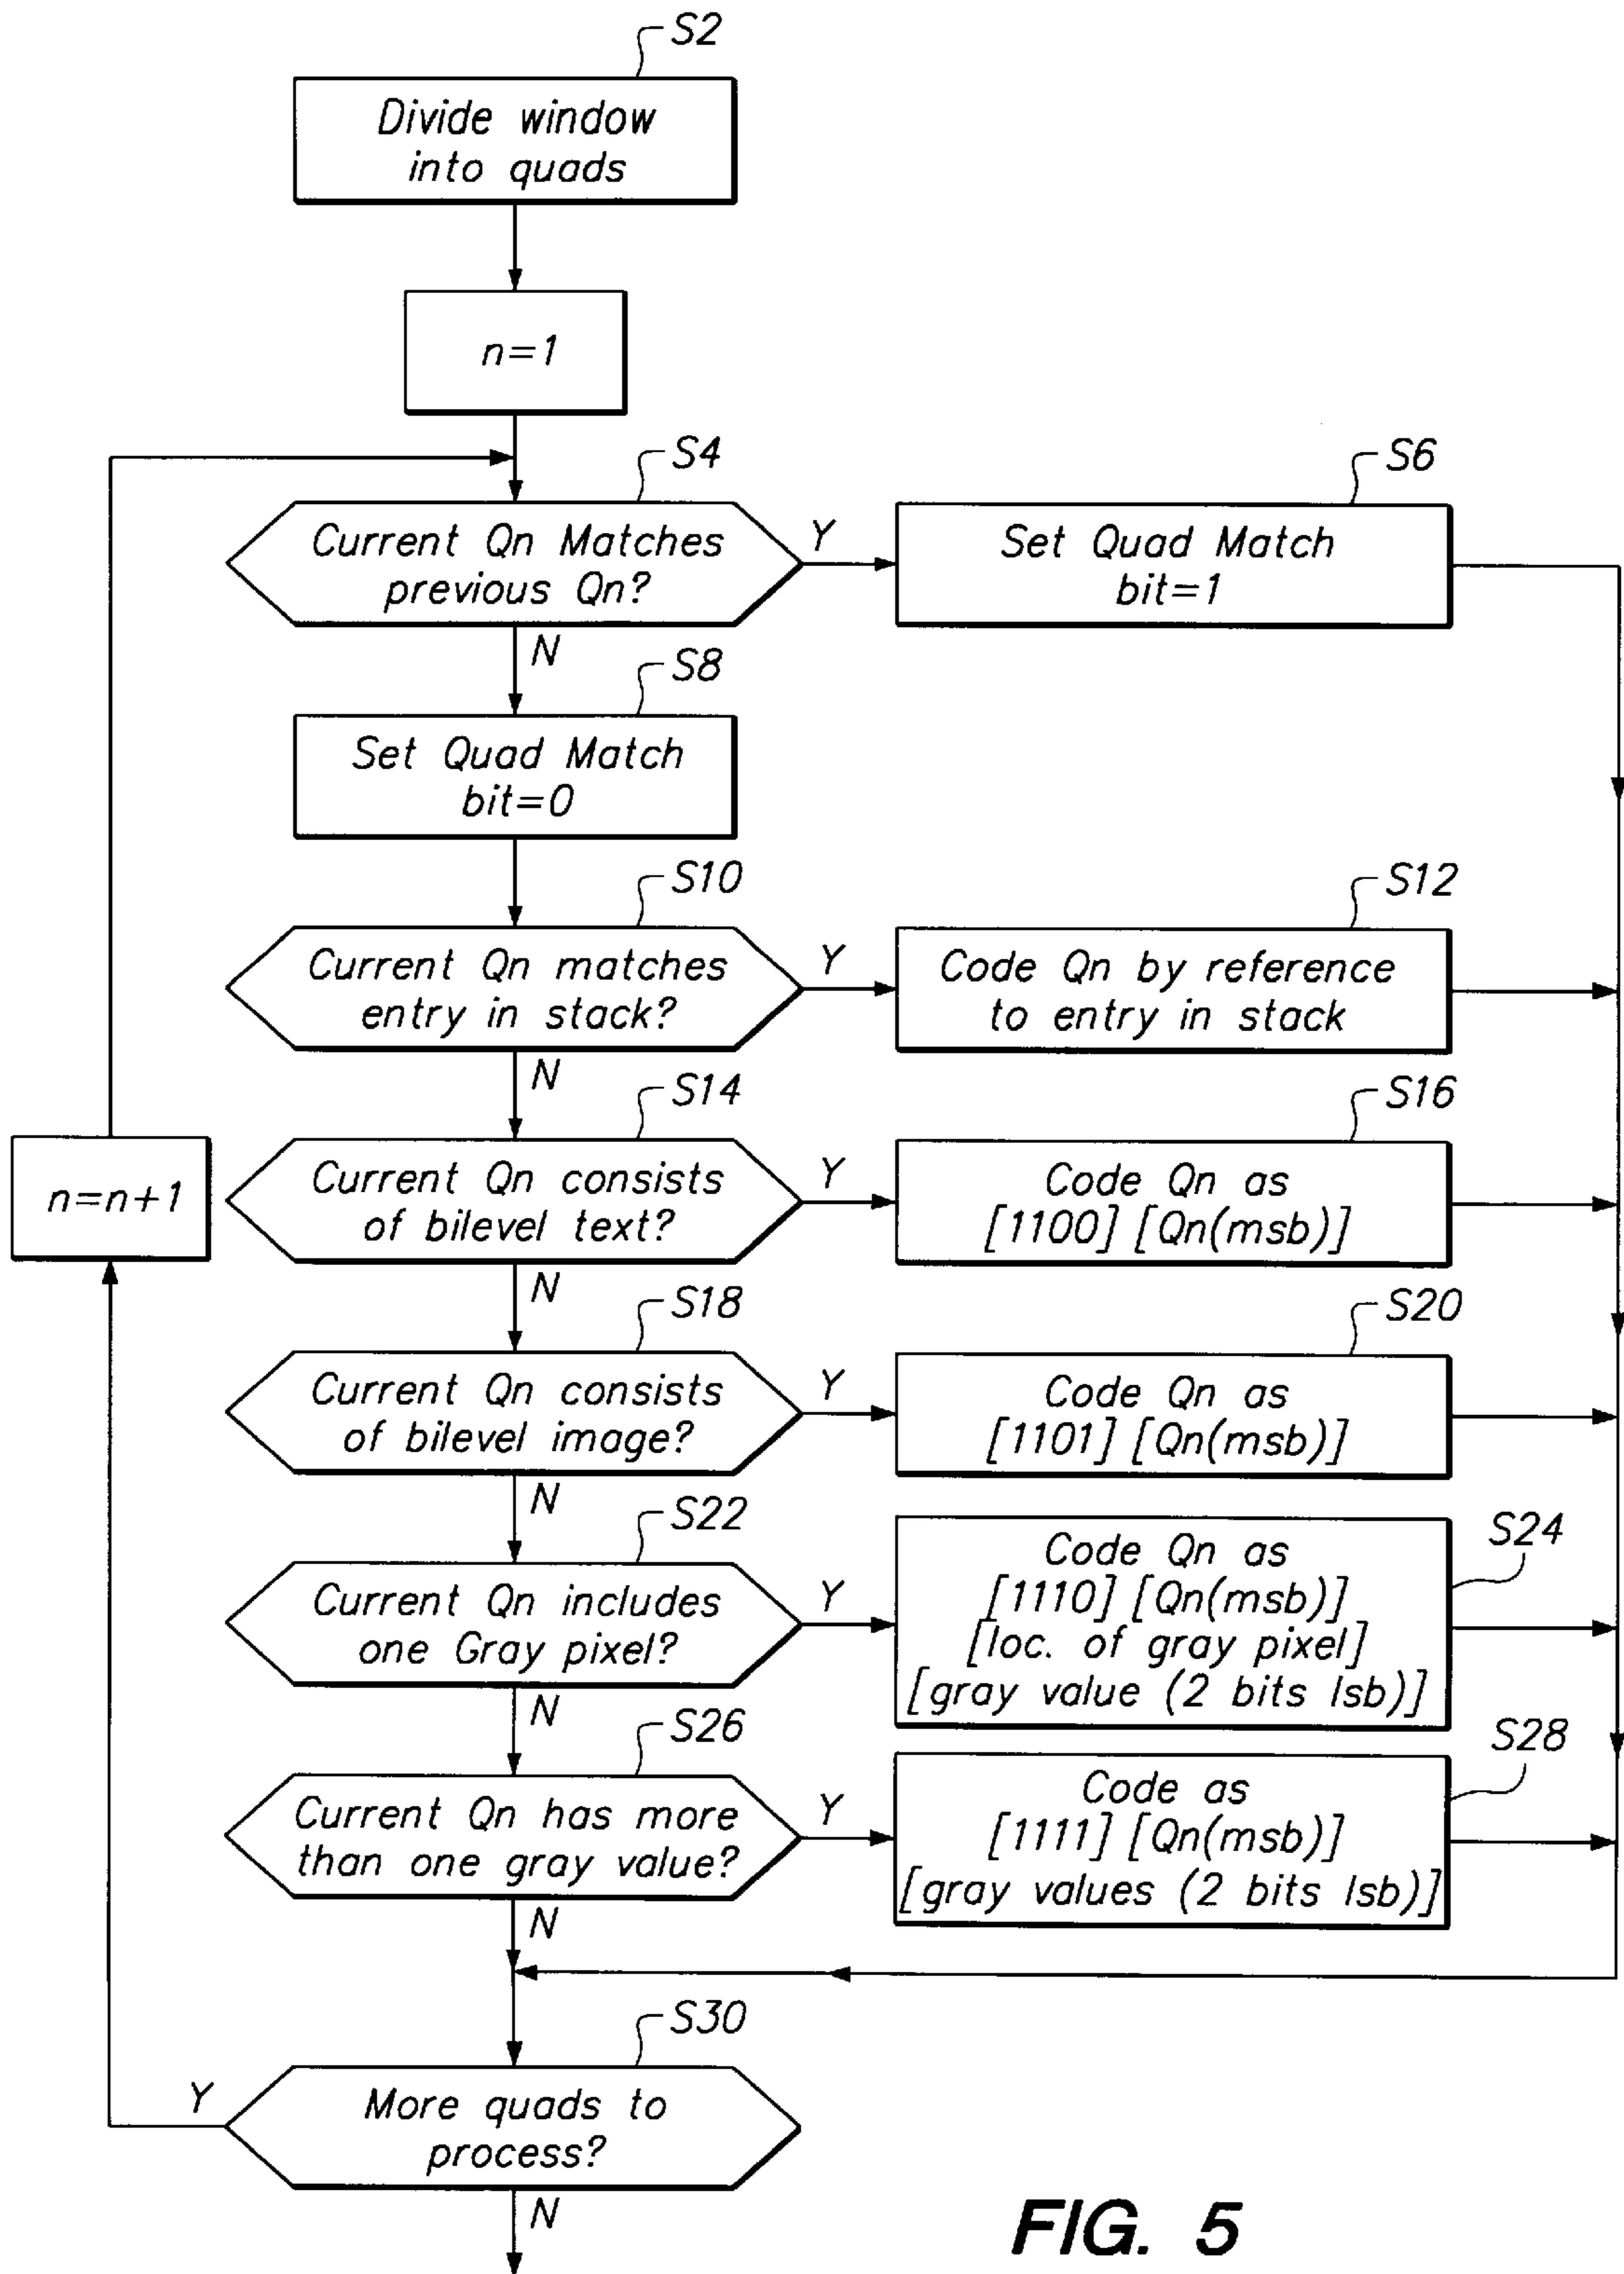 S2
Divide window
into quads
n=1
S4
Current Qn Matches
previous Qn?
Y
N
S6
Set Quad Match
bit=1
S8
Set Quad Match
bit=0
S10
Current Qn matches
entry in stack?
Y
N
S12
Code Qn by reference
to entry in stack
S14
Current Qn consists
of bilevel text?
Y
N
S16
Code Qn as
[1100] [Qn(msb)]
n=n+1
S18
Current Qn consists
of bilevel image?
Y
N
S20
Code Qn as
[1101] [Qn(msb)]
S22
Current Qn includes
one Gray pixel?
Y
N
S24
Code Qn as
[1110] [Qn(msb)]
[loc. of gray pixel]
[gray value (2 bits lsb)]
S26
Current Qn has more
than one gray value?
Y
N
S28
Code as
[1111] [Qn(msb)]
[gray values (2 bits lsb)]
S30
More quads to
process?
Y
N
FIG. 5